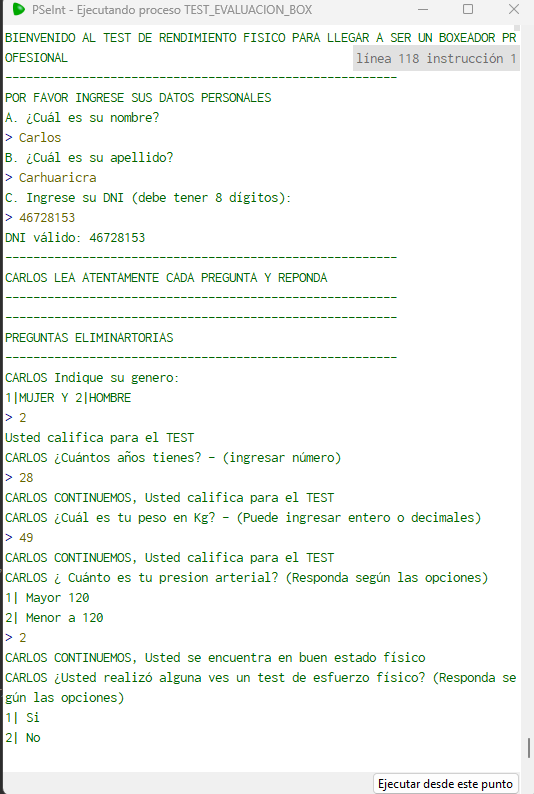 PSeInt - Ejecutando proceso TEST_EVALUACION_BOX
BIENVENIDO AL TEST DE RENDIMIENTO FISICO PARA LLEGAR A SER UN BOXEADOR PR
OFESIONAL
línea 118 instrucción 1
--------------------------------------------------------
POR FAVOR INGRESE SUS DATOS PERSONALES
A. ¿Cuál es su nombre?
> Carlos
B. ¿Cuál es su apellido?
> Carhuaricra
C. Ingrese su DNI (debe tener 8 dígitos):
> 46728153
DNI válido: 46728153
--------------------------------------------------------
CARLOS LEA ATENTAMENTE CADA PREGUNTA Y REPONDA
--------------------------------------------------------
--------------------------------------------------------
PREGUNTAS ELIMINARTORIAS
--------------------------------------------------------
CARLOS Indique su genero:
1|MUJER Y 2|HOMBRE
> 2
Usted califica para el TEST
CARLOS ¿Cuántos años tienes? - (ingresar número)
> 28
CARLOS CONTINUEMOS, Usted califica para el TEST
CARLOS ¿Cuál es tu peso en Kg? - (Puede ingresar entero o decimales)
> 49
CARLOS CONTINUEMOS, Usted califica para el TEST
CARLOS ¿ Cuánto es tu presion arterial? (Responda según las opciones)
1| Mayor 120
2| Menor a 120
> 2
CARLOS CONTINUEMOS, Usted se encuentra en buen estado físico
CARLOS ¿Usted realizó alguna ves un test de esfuerzo físico? (Responda se
gún las opciones)
1| Si
2| No
Ejecutar desde este punto